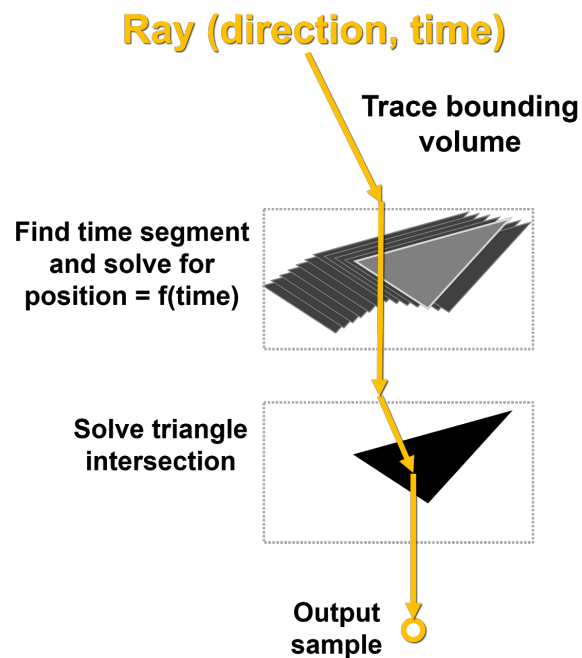 Ray (direction, time)
Trace bounding
volume
Find time segment
and solve for
position = f(time)
Solve triangle
intersection
Output
sample